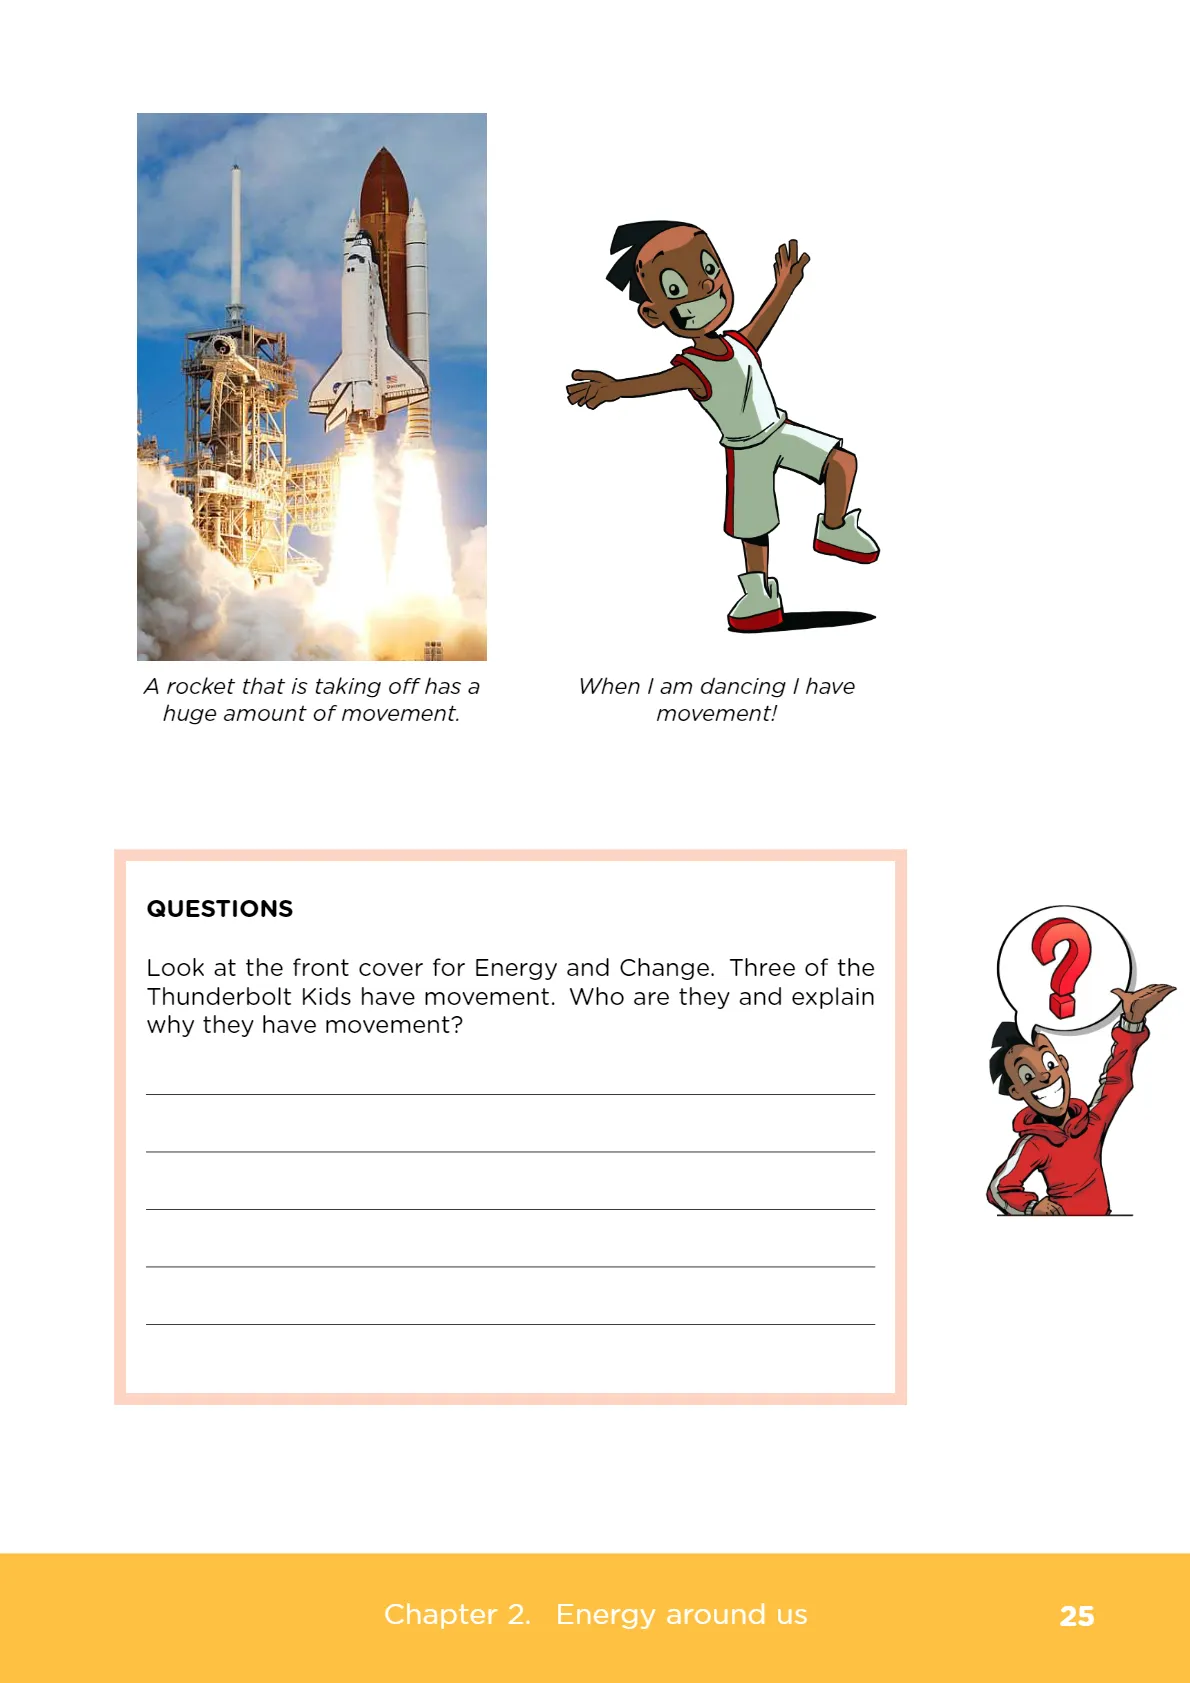 A rocket that is taking off has a
huge amount of movement.
When I am dancing I have
movement!
QUESTIONS
Look at the front cover for Energy and Change. Three of the
Thunderbolt Kids have movement. Who are they and explain
why they have movement?
?
Chapter 2. Energy around us
25